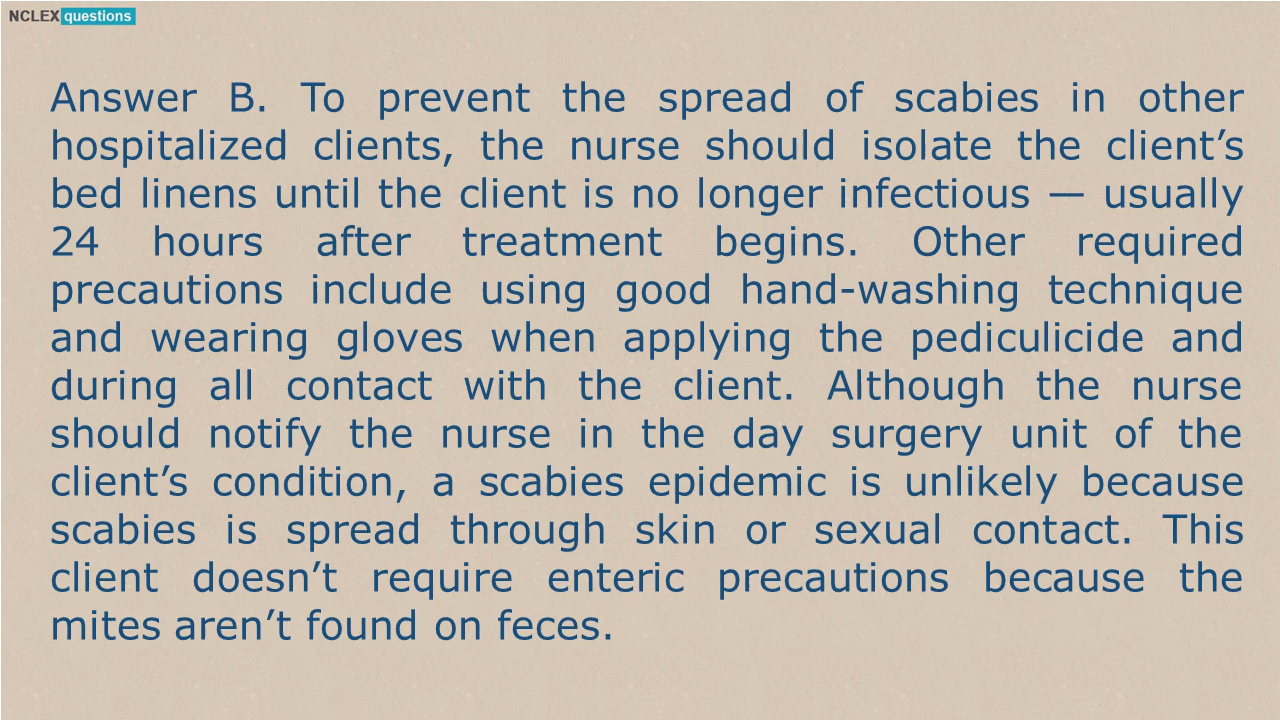 NCLEX questions
Answer B. To prevent the spread of scabies in other
hospitalized clients, the nurse should isolate the client’s
bed linens until the client is no longer infectious — usually
24 hours after treatment begins. Other required
precautions include using good hand-washing technique
and wearing gloves when applying the pediculicide and
during all contact with the client. Although the nurse
should notify the nurse in the day surgery unit of the
client’s condition, a scabies epidemic is unlikely because
scabies is spread through skin or sexual contact. This
client doesn’t require enteric precautions because the
mites aren’t found on feces.